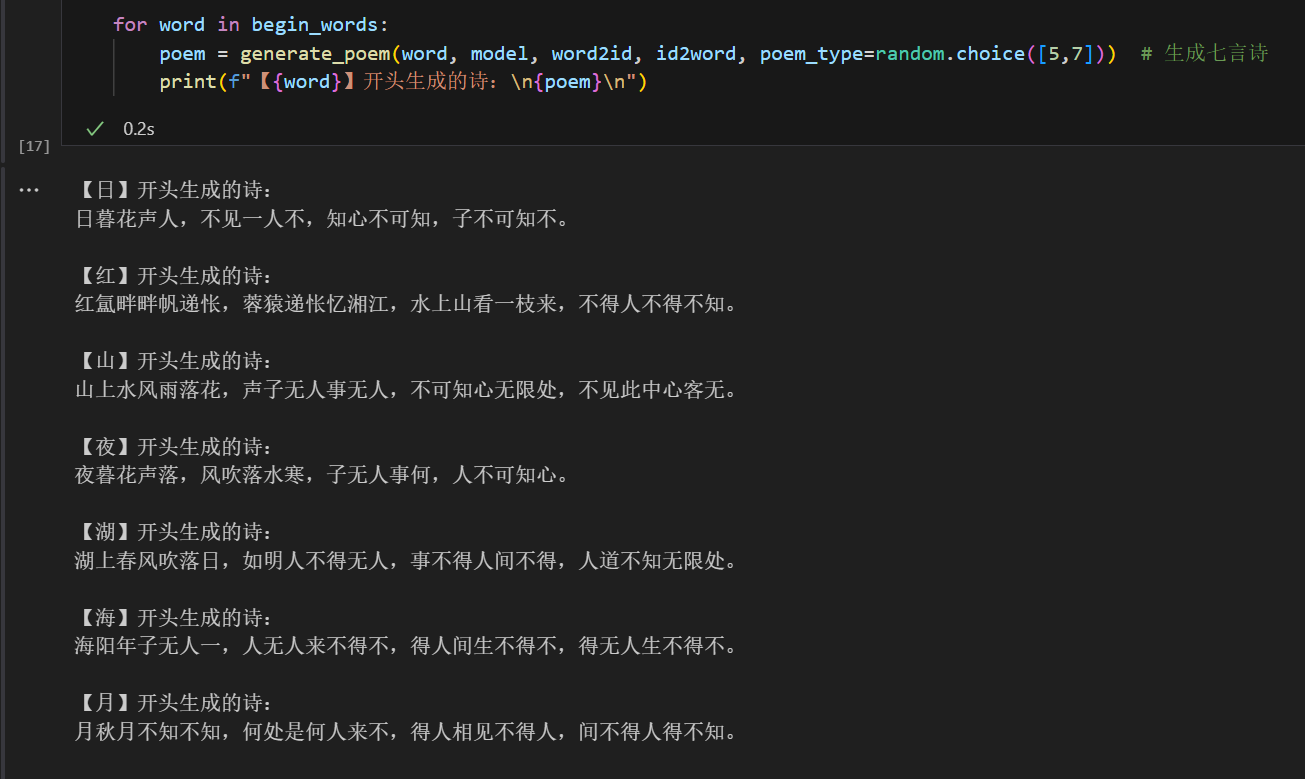 for word in begin_words:
poem = generate_poem(word, model, word2id, id2word, poem_type=random.choice([5,7])) # 生成七言诗
print(f"【{word}】开头生成的诗：\n{poem}\n")
0.2s
[17]
...
【日】开头生成的诗：
日暮花声人，不见一人不，知心不可知，子不可知不。
【红】开头生成的诗：
红氲畔畔帆递怅，蓉猿递怅忆湘江，水上山看一枝来，不得人不得不知。
【山】开头生成的诗：
山上水风雨落花，声子无人事无人，不可知心无限处，不见此中心客无。
【夜】开头生成的诗：
夜暮花声落，风吹落水寒，子无人事何，人不可知心。
【湖】开头生成的诗：
湖上春风吹落日，如明人不得无人，事不得人间不得，人道不知无限处。
【海】开头生成的诗：
海阳年子无人一，人无人来不得不，得人间生不得不，得无人生不得不。
【月】开头生成的诗：
月秋月不知不知，何处是何人来不，得人相见不得人，间不得人得不知。